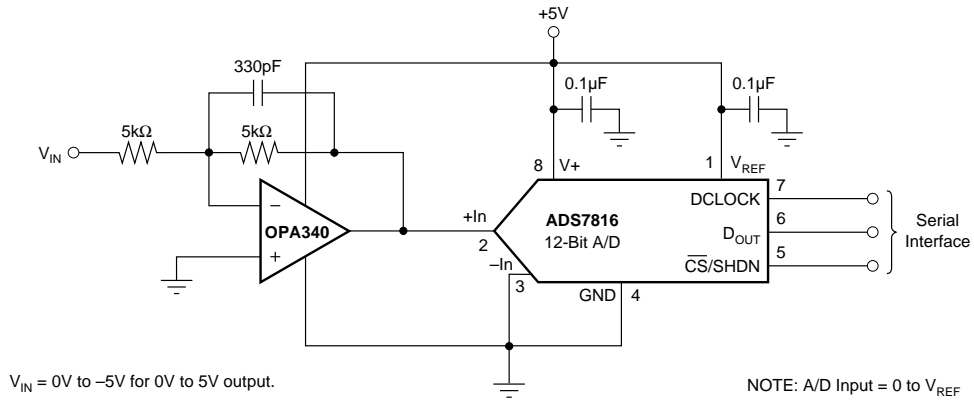 +5V
330pF
0.1µF
0.1µF
5kΩ
5kΩ
V_IN
8 V+
1 V_REF
–
OPA340
+
+In
2
–In
3
ADS7816
12-Bit A/D
DCLOCK
7
D_OUT
6
C̅S̅/SHDN
5
GND
4
Serial
Interface
V_IN = 0V to –5V for 0V to 5V output.
NOTE: A/D Input = 0 to V_REF